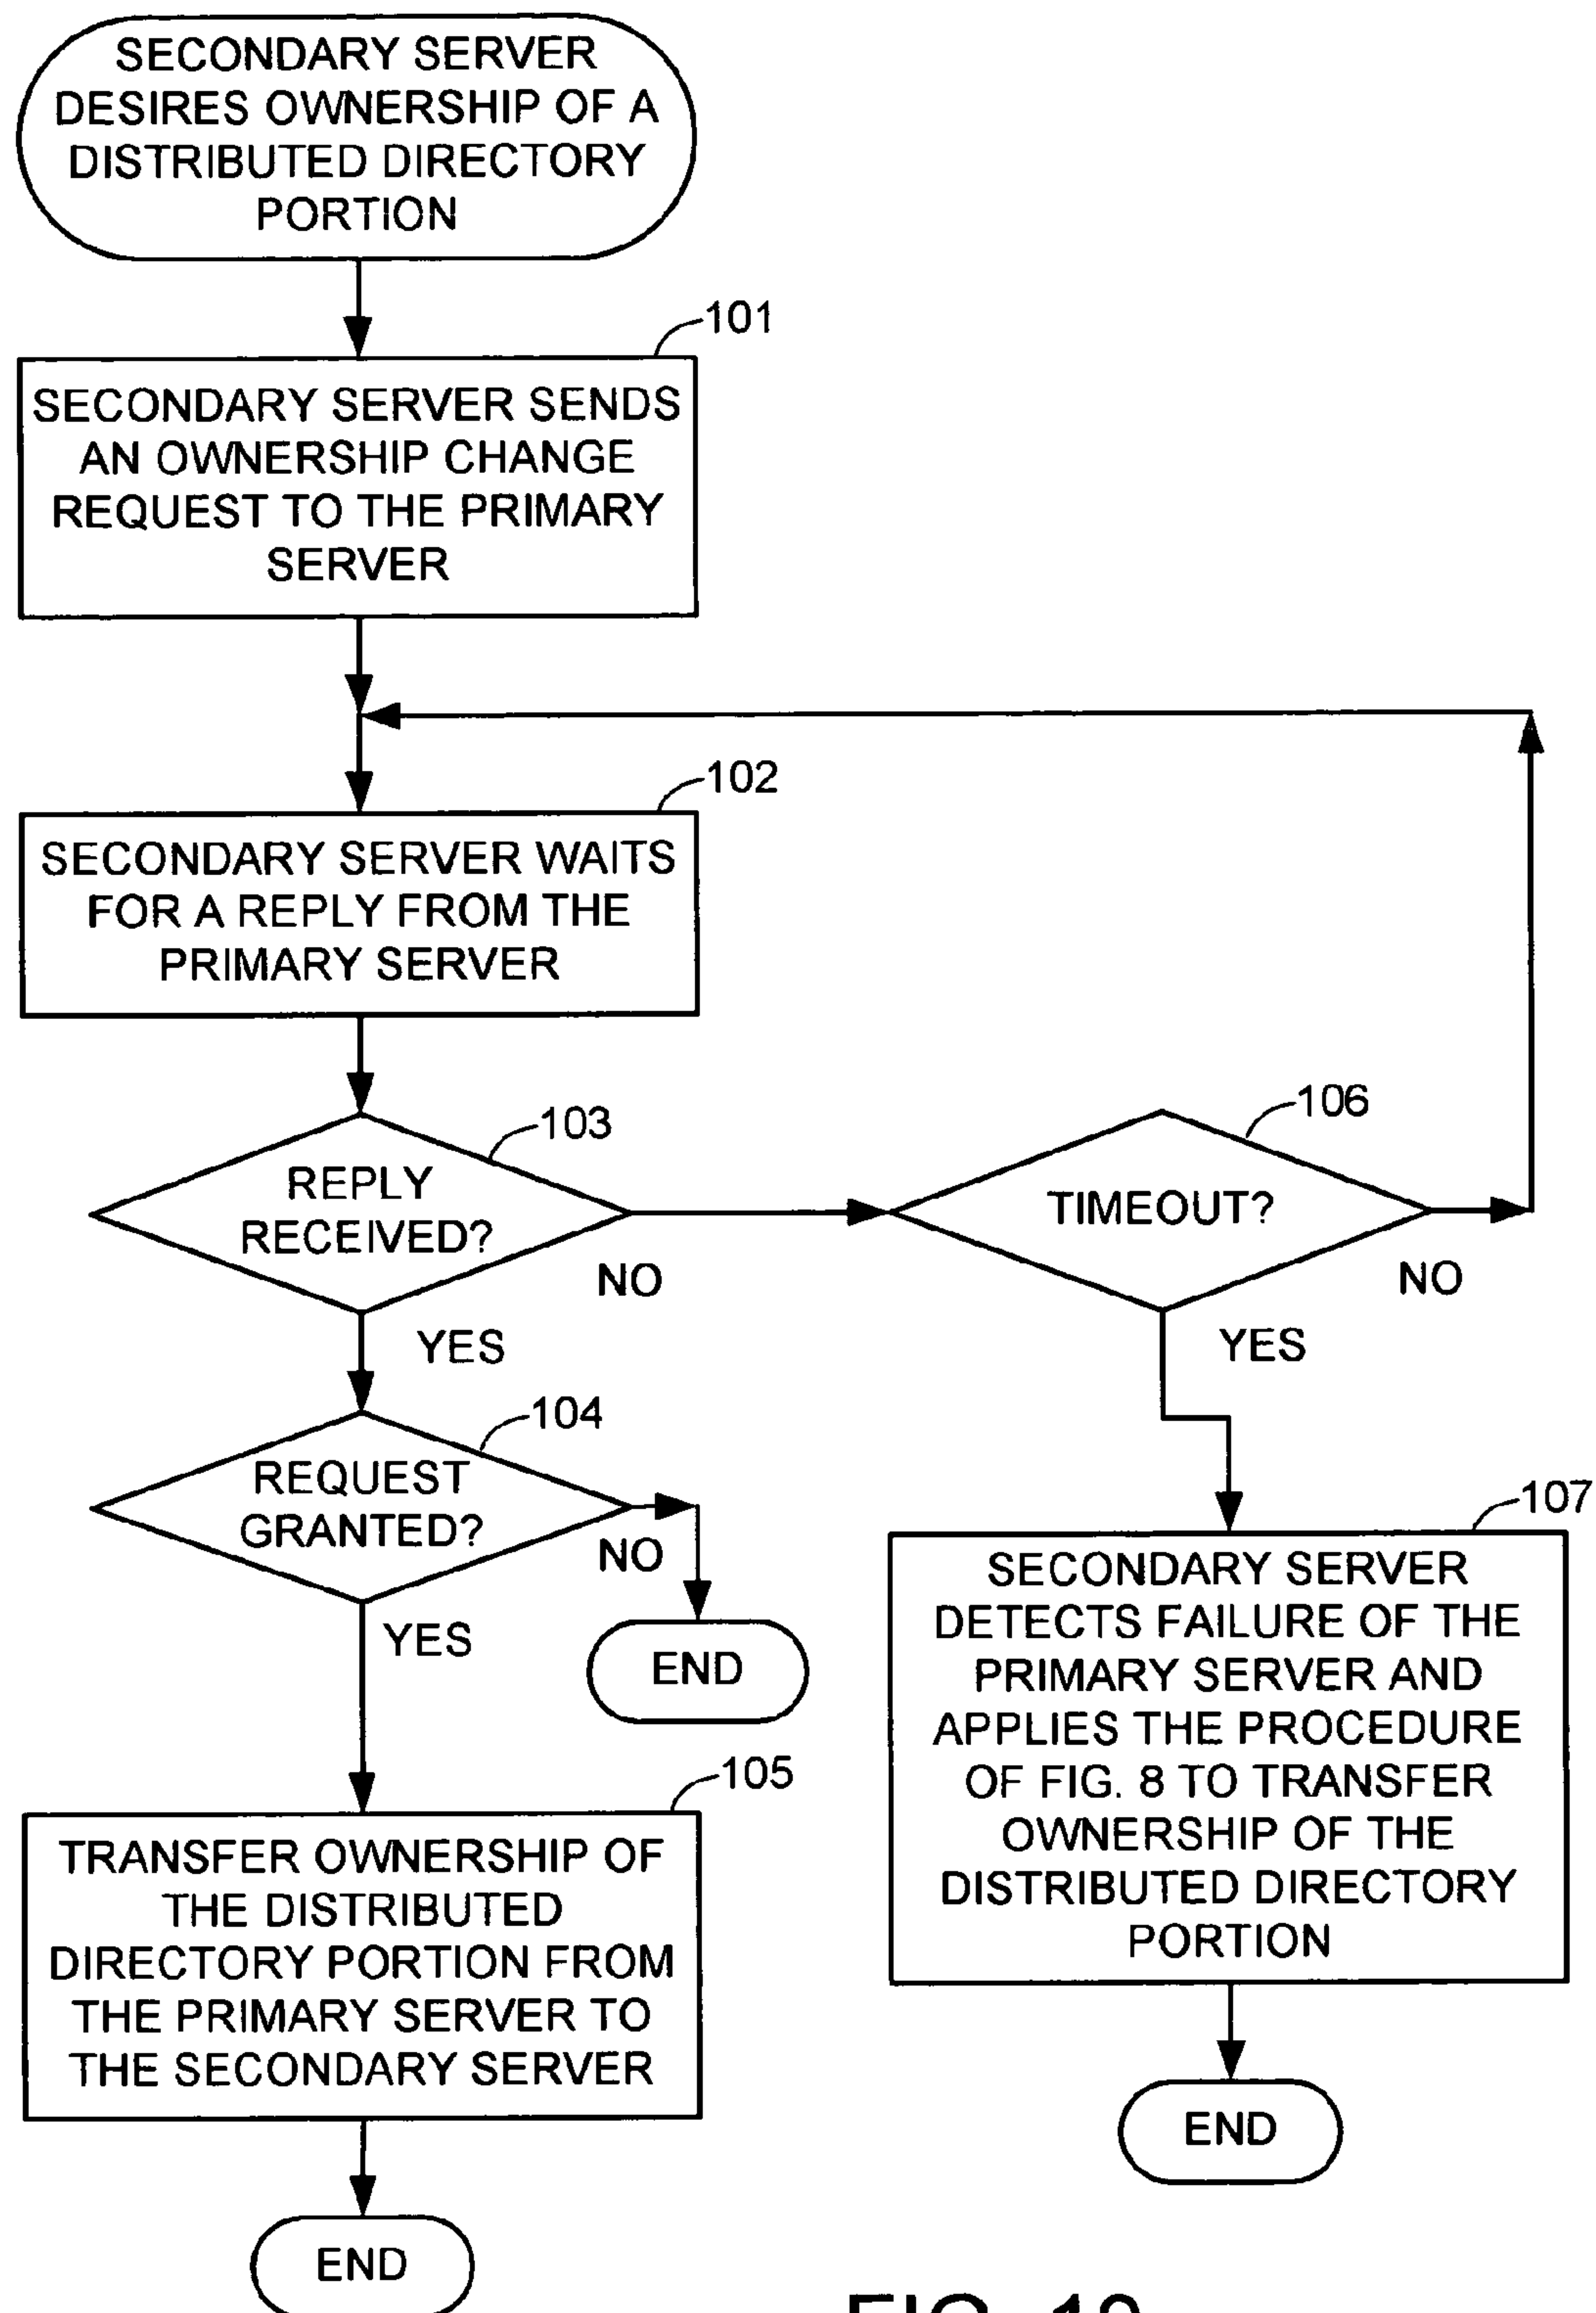 SECONDARY SERVER
DESIRES OWNERSHIP OF A
DISTRIBUTED DIRECTORY
PORTION
101
SECONDARY SERVER SENDS
AN OWNERSHIP CHANGE
REQUEST TO THE PRIMARY
SERVER
102
SECONDARY SERVER WAITS
FOR A REPLY FROM THE
PRIMARY SERVER
103
REPLY
RECEIVED?
NO
YES
106
TIMEOUT?
NO
YES
104
REQUEST
GRANTED?
NO
YES
END
107
SECONDARY SERVER
DETECTS FAILURE OF THE
PRIMARY SERVER AND
APPLIES THE PROCEDURE
OF FIG. 8 TO TRANSFER
OWNERSHIP OF THE
DISTRIBUTED DIRECTORY
PORTION
END
105
TRANSFER OWNERSHIP OF
THE DISTRIBUTED
DIRECTORY PORTION FROM
THE PRIMARY SERVER TO
THE SECONDARY SERVER
END